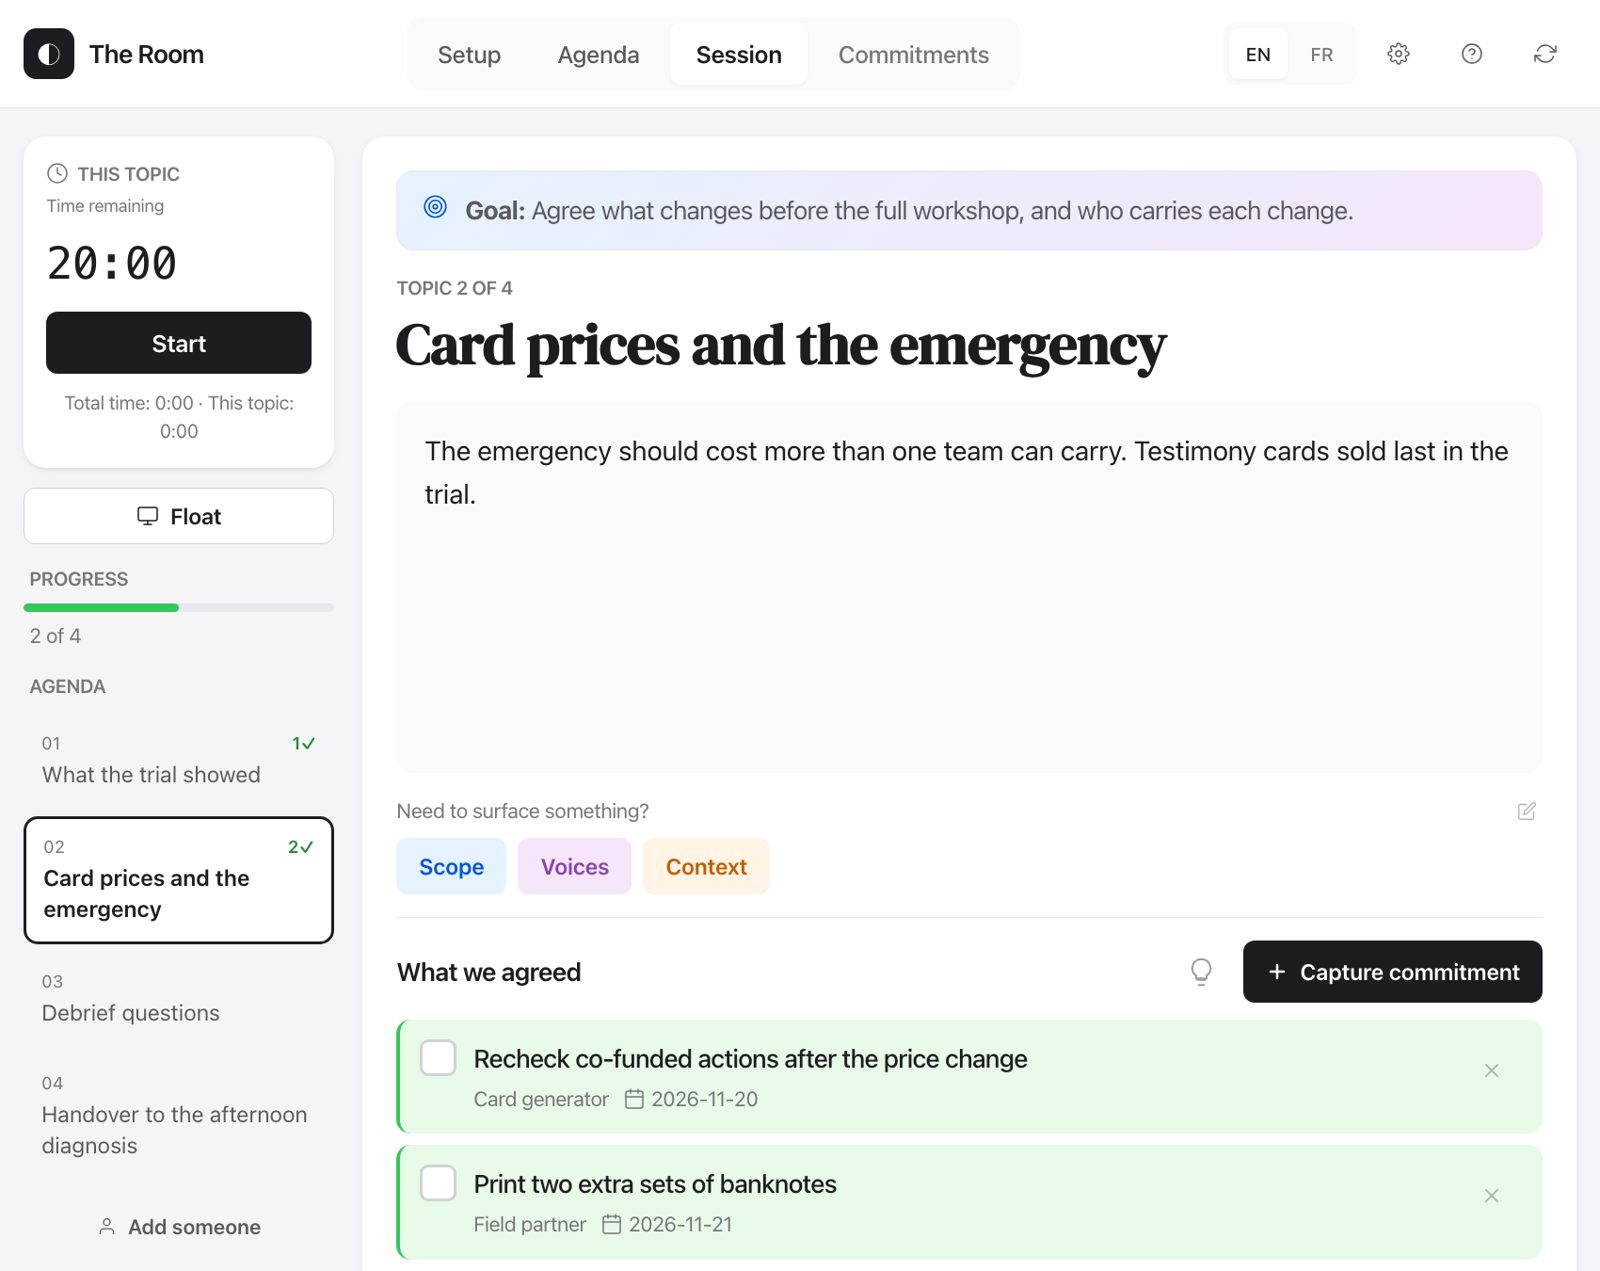 The Room
Setup
Agenda
Session
Commitments
EN
FR
THIS TOPIC
Time remaining
20:00
Start
Total time: 0:00 · This topic:
0:00
Float
PROGRESS
2 of 4
AGENDA
01
1✓
What the trial showed
02
2✓
Card prices and the
emergency
03
Debrief questions
04
Handover to the afternoon
diagnosis
Add someone
Goal: Agree what changes before the full workshop, and who carries each change.
TOPIC 2 OF 4
Card prices and the emergency
The emergency should cost more than one team can carry. Testimony cards sold last in the
trial.
Need to surface something?
Scope
Voices
Context
What we agreed
+ Capture commitment
Recheck co-funded actions after the price change
Card generator 2026-11-20
Print two extra sets of banknotes
Field partner 2026-11-21